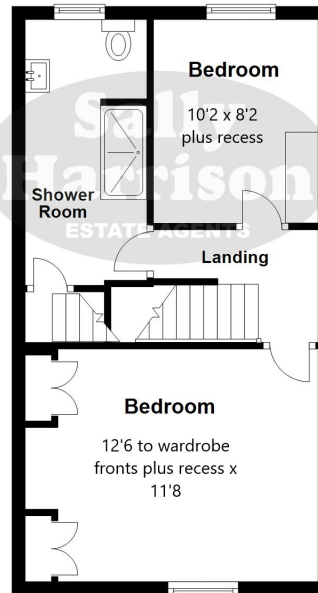 Bedroom
10'2 x 8'2
plus recess
Sally
Harrison
ESTATE AGENTS
Shower
Room
Landing
Bedroom
12'6 to wardrobe
fronts plus recess x
11'8